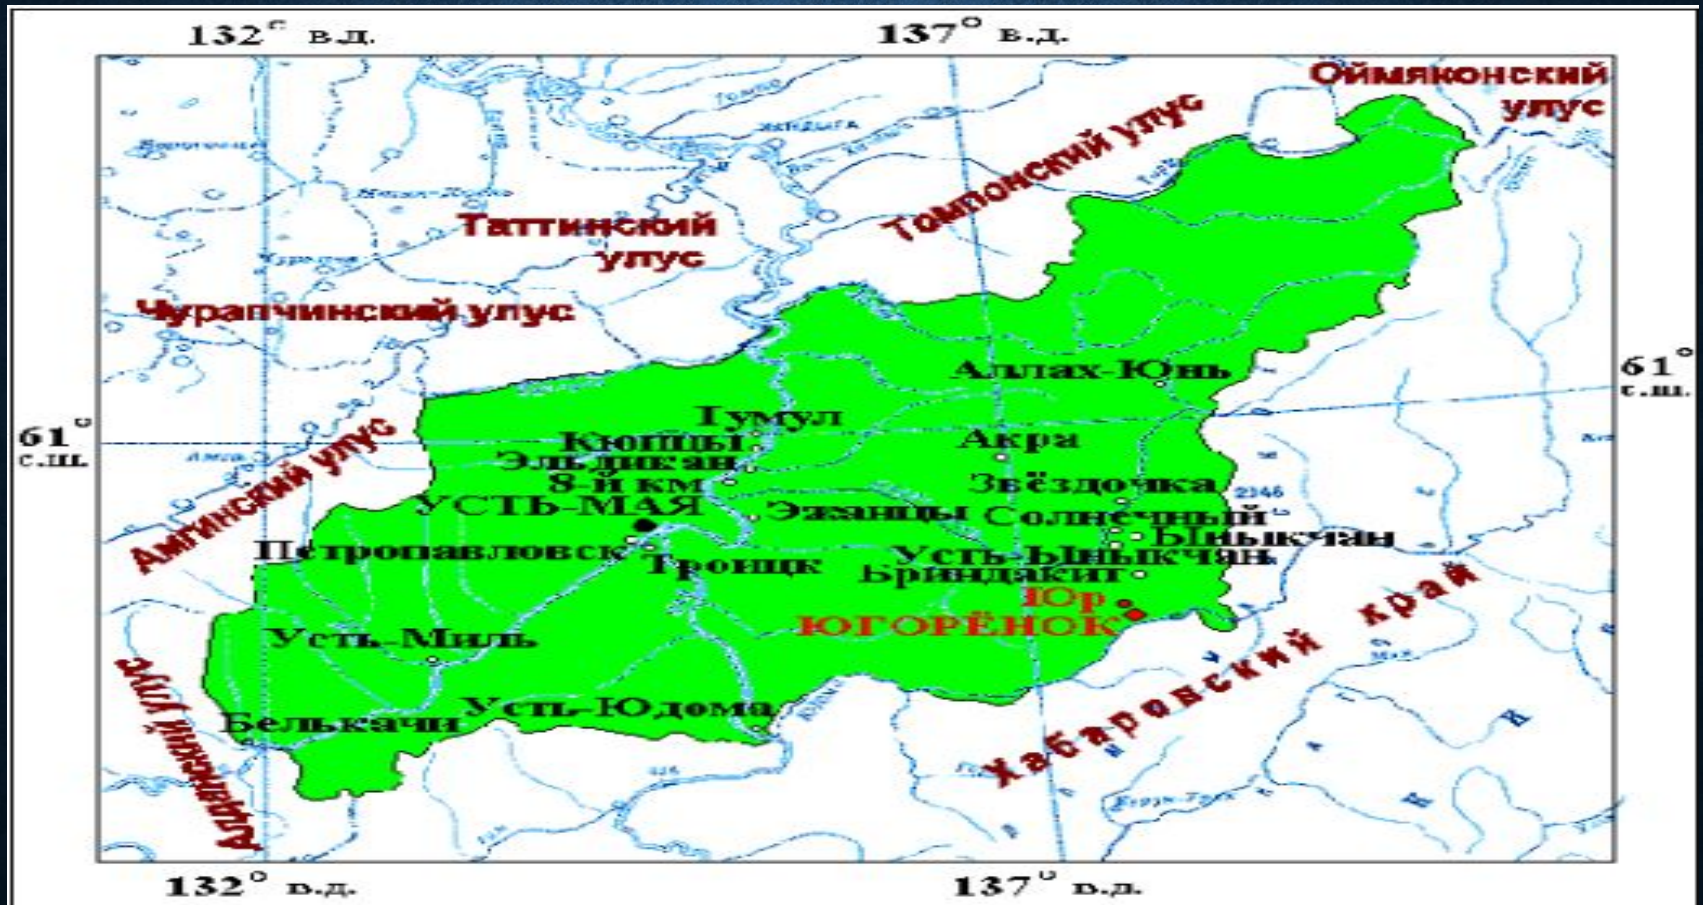 132° в.д.
137° в.д.
Оймяконский
улус
Томпонский улус
ХАНДЫГА
Таттинский
улус
Чурапчинский улус
61°
с.ш.
Аллах-Юнь
Гумул
61°
с.ш.
Кюпцы
Акра
Эльдикан
8-й км
Звёздочка
2346
Амгинский улус
УСТЬ-МАЯ
Эжанцы
Солнечный
Ыныкчан
Петропавловск
Троицк
Усть-Ыныкчан
Бриндакит
Юр
ЮГОРЁНОК
Хабаровский край
Усть-Миль
Алданский улус
Усть-Юдома
Белькачи
132° в.д.
137° в.д.